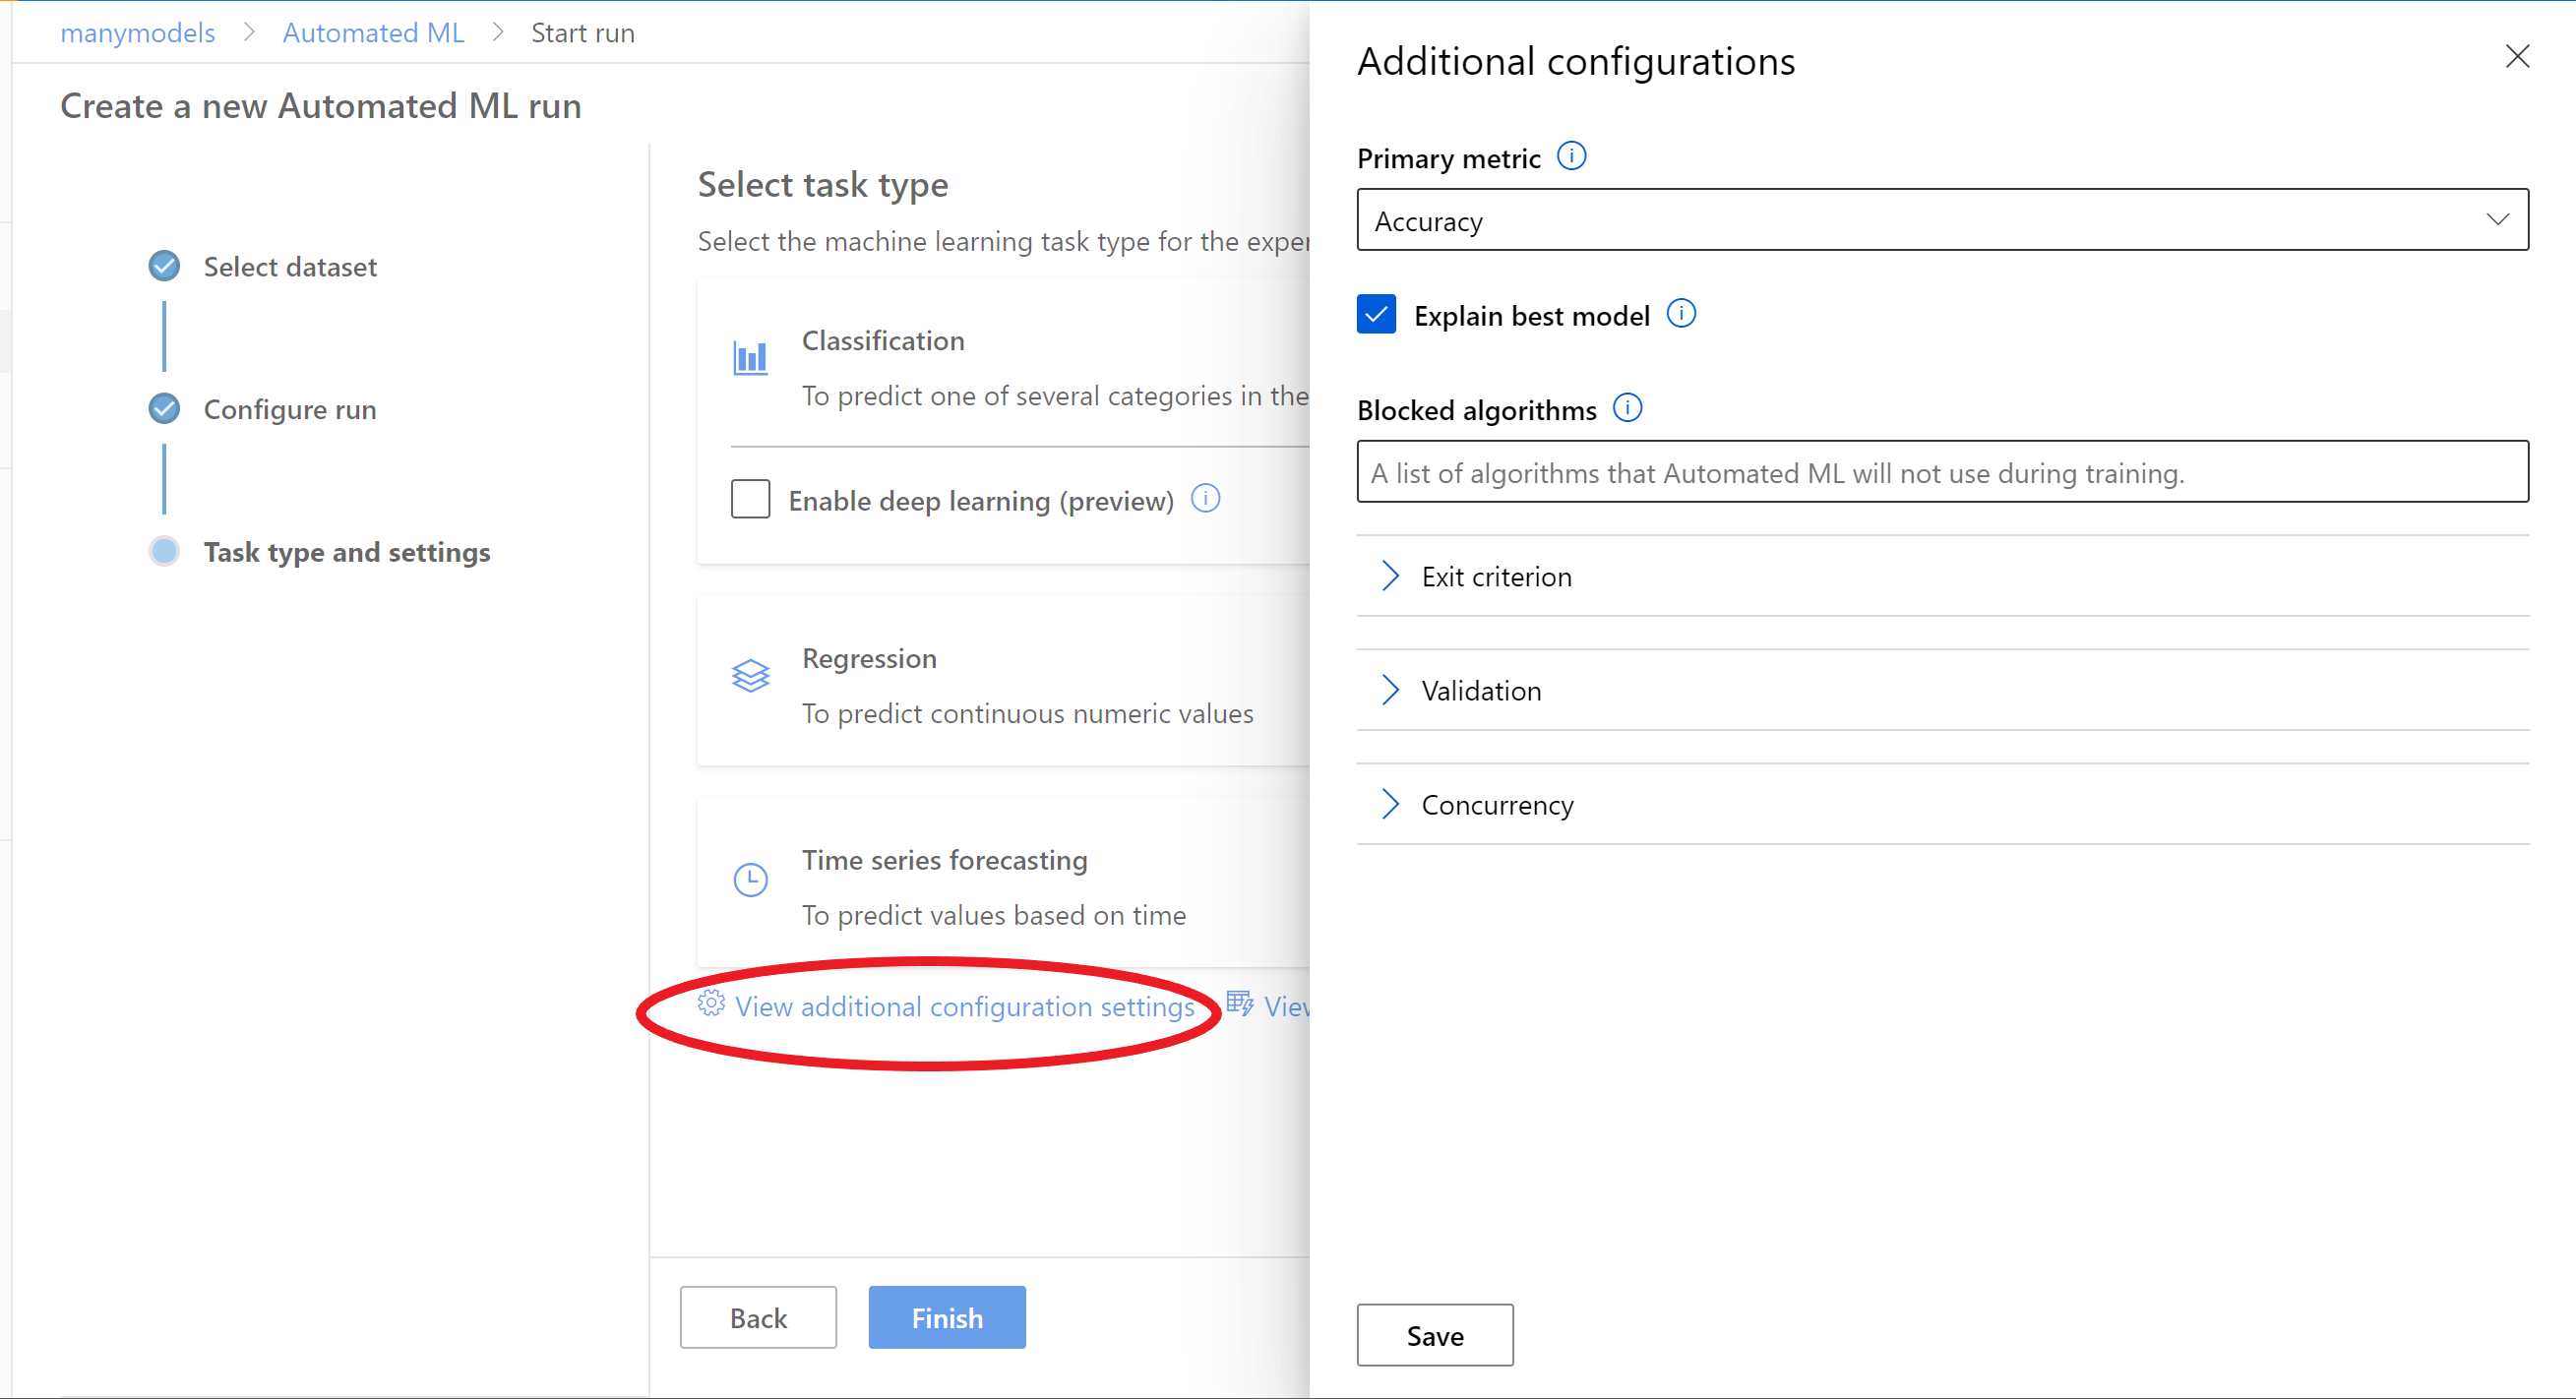 manymodels > Automated ML > Start run
Create a new Automated ML run
Select dataset
Configure run
Task type and settings
Select task type
Select the machine learning task type for the exper
Classification
To predict one of several categories in the
Enable deep learning (preview)
Regression
To predict continuous numeric values
Time series forecasting
To predict values based on time
View additional configuration settings
View
Back
Finish
Additional configurations
Primary metric
Accuracy
Explain best model
Blocked algorithms
A list of algorithms that Automated ML will not use during training.
Exit criterion
Validation
Concurrency
Save